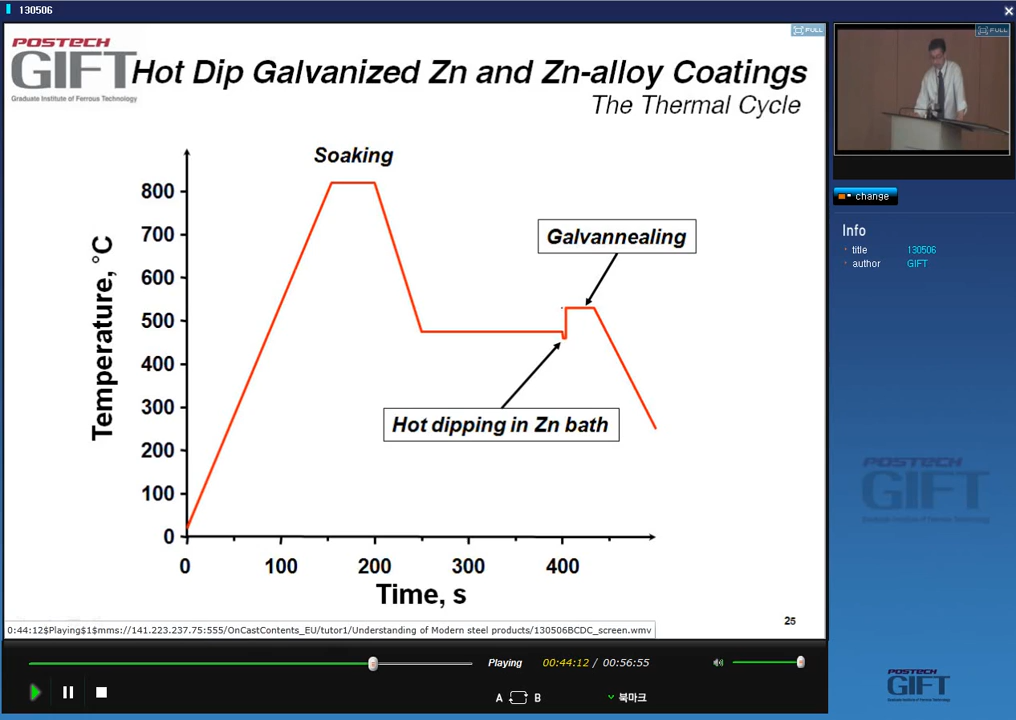 130506
POSTECH
GIFT
Graduate Institute of Ferrous Technology
Hot Dip Galvanized Zn and Zn-alloy Coatings
The Thermal Cycle
FULL
FULL
change
Info
title 130506
author GIFT
Soaking
Galvannealing
Hot dipping in Zn bath
Temperature, °C
800
700
600
500
400
300
200
100
0
0 100 200 300 400
Time, s
25
0:44:12$Playing$1$mms://141.223.237.75:555/OnCastContents_EU/tutor1/Understanding of Modern steel products/130506BCDC_screen.wmv
Playing 00:44:12 / 00:56:55
A B 북마크
POSTECH
GIFT
POSTECH
GIFT